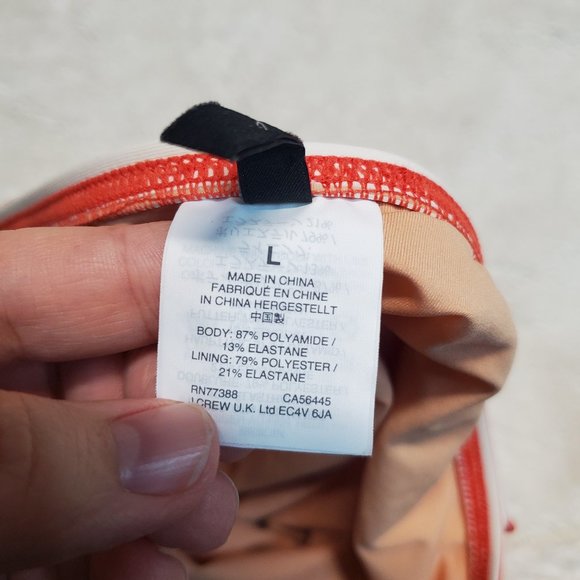 L
MADE IN CHINA
FABRIQUÉ EN CHINE
IN CHINA HERGESTELLT
中国製
BODY: 87% POLYAMIDE /
13% ELASTANE
LINING: 79% POLYESTER /
21% ELASTANE
RN77388 CA56445
J.CREW U.K. Ltd EC4V 6JA